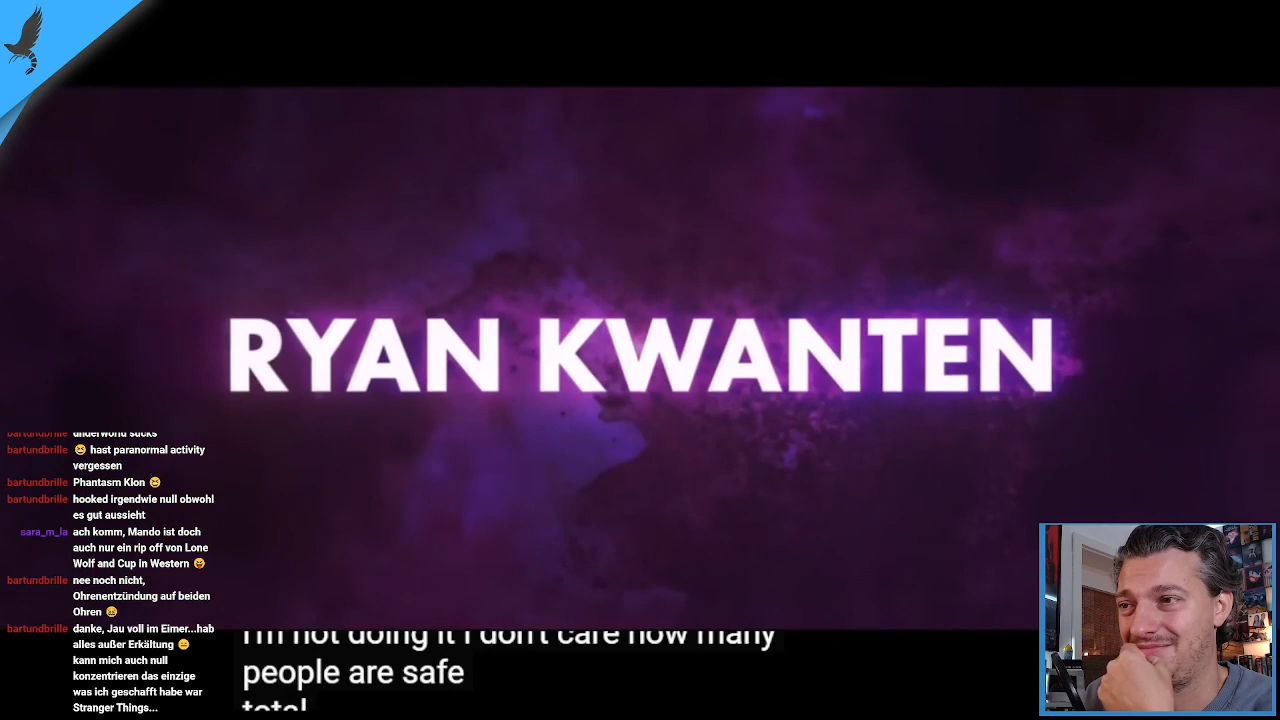 RYAN KWANTEN
bartundbrille underworld sucks
bartundbrille 😆 hast paranormal activity
vergessen
bartundbrille Phantasm Klon 😆
bartundbrille hooked irgendwie null obwohl
es gut aussieht
sara_m_la ach komm, Mando ist doch
auch nur ein rip off von Lone
Wolf and Cup in Western 😝
bartundbrille nee noch nicht,
Ohrenentzündung auf beiden
Ohren 😖
bartundbrille danke, Jau voll im Eimer...hab
alles außer Erkältung 😑
kann mich auch null
konzentrieren das einzige
was ich geschafft habe war
Stranger Things...
I'm not doing it I don't care how many
people are safe
total